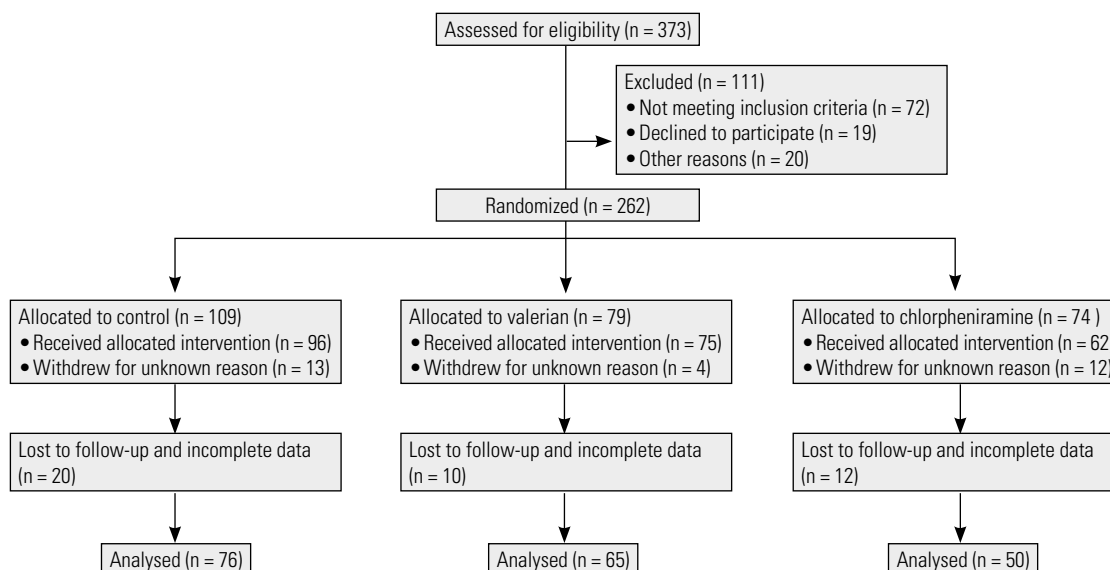 Assessed for eligibility (n = 373)
Excluded (n = 111)
• Not meeting inclusion criteria (n = 72)
• Declined to participate (n = 19)
• Other reasons (n = 20)
Randomized (n = 262)
Allocated to control (n = 109)
• Received allocated intervention (n = 96)
• Withdrew for unknown reason (n = 13)
Allocated to valerian (n = 79)
• Received allocated intervention (n = 75)
• Withdrew for unknown reason (n = 4)
Allocated to chlorpheniramine (n = 74 )
• Received allocated intervention (n = 62
• Withdrew for unknown reason (n = 12)
Lost to follow-up and incomplete data
(n = 20)
Lost to follow-up and incomplete data
(n = 10)
Lost to follow-up and incomplete data
(n = 12)
Analysed (n = 76)
Analysed (n = 65)
Analysed (n = 50)